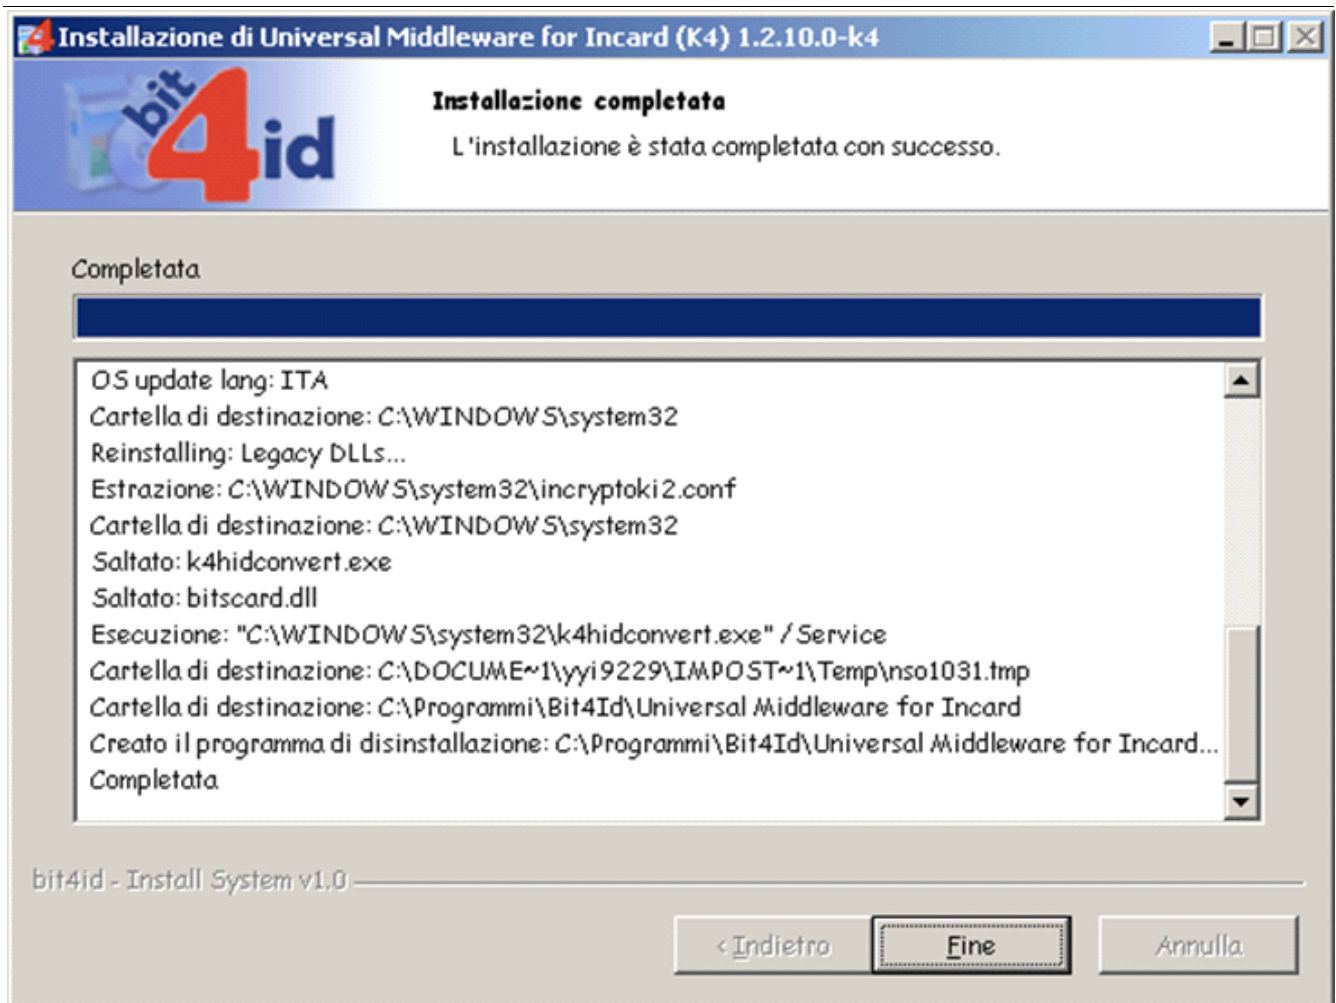 Installazione di Universal Middleware for Incard (K4) 1.2.10.0-k4
bit4id
Installazione completata
L'installazione è stata completata con successo.
Completata
OS update lang: ITA
Cartella di destinazione: C:\WINDOWS\system32
Reinstalling: Legacy DLLs...
Estrazione: C:\WINDOWS\system32\incryptoki2.conf
Cartella di destinazione: C:\WINDOWS\system32
Saltato: k4hidconvert.exe
Saltato: bitscard.dll
Esecuzione: "C:\WINDOWS\system32\k4hidconvert.exe" /Service
Cartella di destinazione: C:\DOCUME~1\yyi9229\IMPOST~1\Temp\nso1031.tmp
Cartella di destinazione: C:\Programmi\Bit4Id\Universal Middleware for Incard
Creato il programma di disinstallazione: C:\Programmi\Bit4Id\Universal Middleware for Incard...
Completata
bit4id - Install System v1.0
< Indietro Fine Annulla